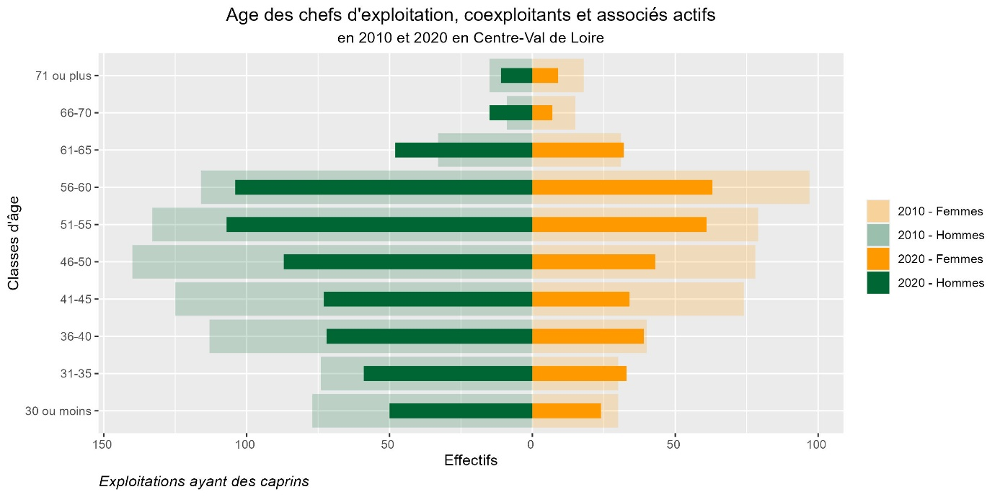 Age des chefs d'exploitation, coexploitants et associés actifs
en 2010 et 2020 en Centre-Val de Loire
71 ou plus
66-70
61-65
56-60
51-55
46-50
41-45
36-40
31-35
30 ou moins
Classes d'âge
150 100 50 0 50 100
Effectifs
Exploitations ayant des caprins
2010 - Femmes
2010 - Hommes
2020 - Femmes
2020 - Hommes